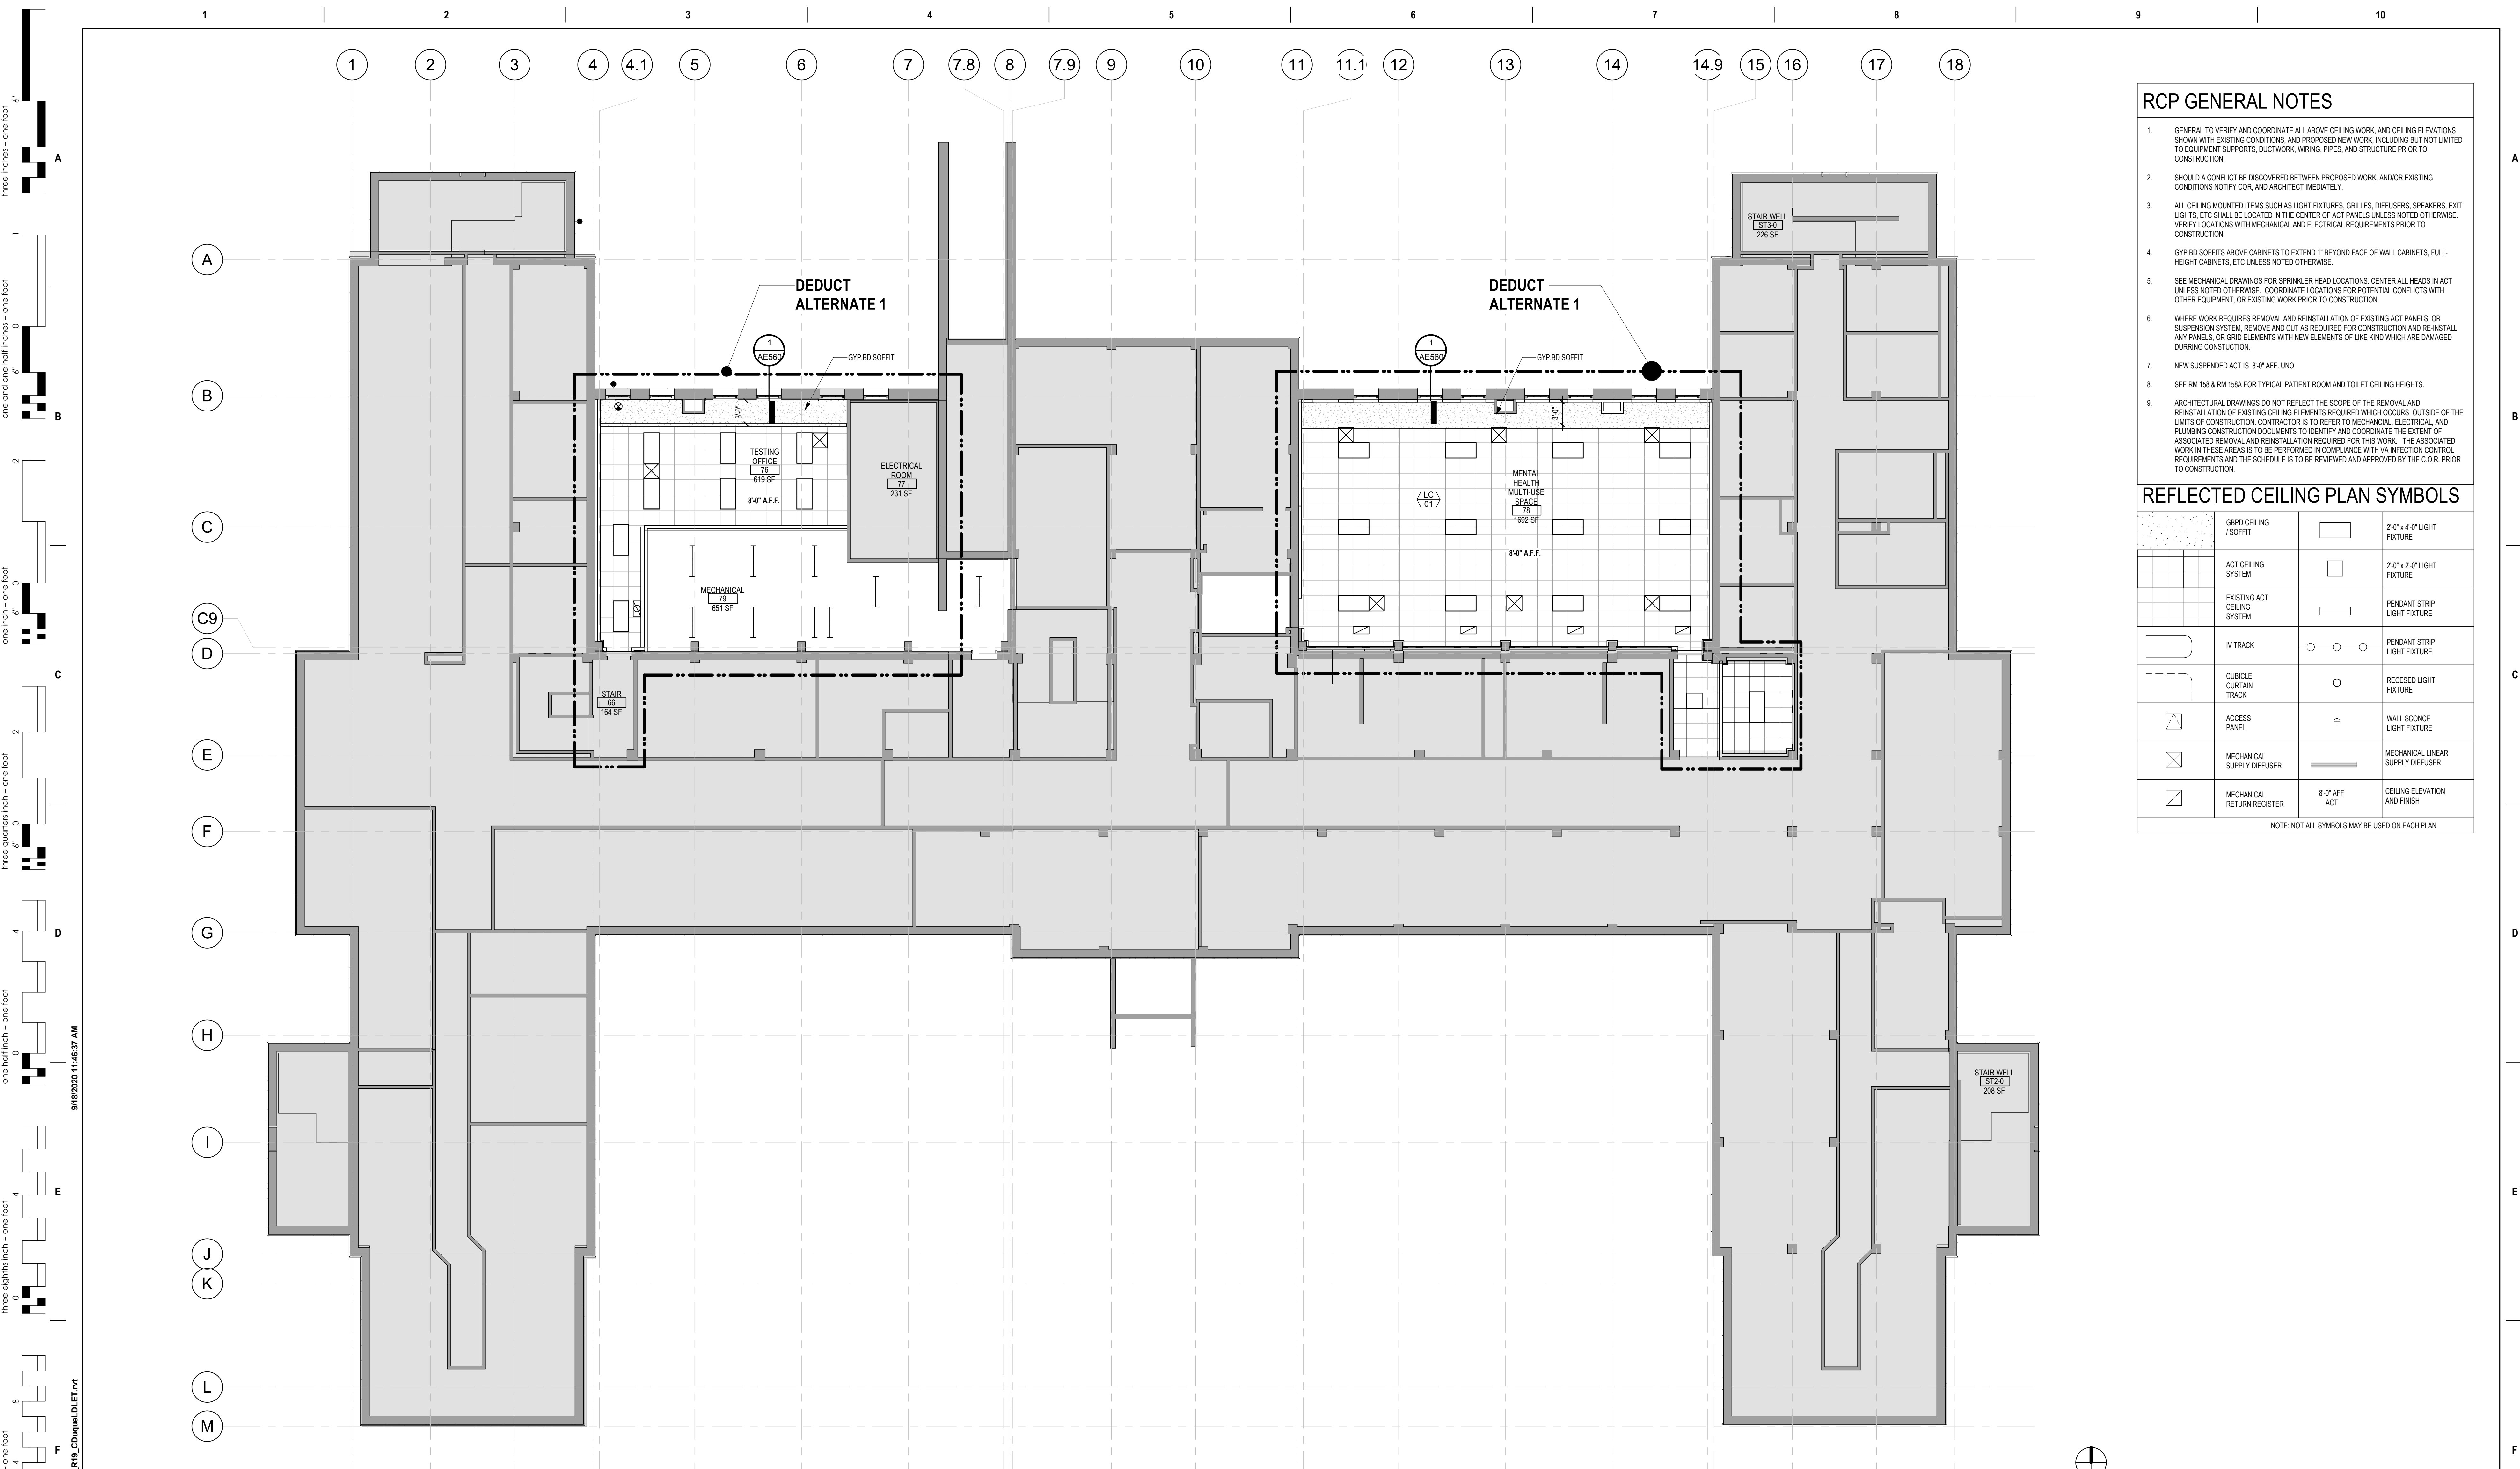 1 2 3 4 5 6 7 8 9 10
1 2 3 4 4.1 5 6 7 7.8 8 7.9 9 10 11 11.1 12 13 14 14.9 15 16 17 18
A
B
C
C9
D
E
F
G
H
I
J
K
L
M
A
B
C
D
E
F
A
B
C
D
E
F
three inches = one foot
6"
one and one half inches = one foot
1
0
6"
one inch = one foot
2
0
6"
three quarters inch = one foot
2
0
6"
one half inch = one foot
4
0
three eighths inch = one foot
4
0
= one foot
8
4
9/18/2020 11:46:37 AM
R19_CDuqueLDLET.rvt
DEDUCT
ALTERNATE 1
1
AE560
GYP.BD SOFFIT
3'-0"
TESTING
OFFICE
76
619 SF
8'-0" A.F.F.
ELECTRICAL
ROOM
77
231 SF
MECHANICAL
79
651 SF
STAIR
66
164 SF
DEDUCT
ALTERNATE 1
1
AE560
GYP.BD SOFFIT
3'-0"
LC
01
MENTAL
HEALTH
MULTI-USE
SPACE
78
1692 SF
8'-0" A.F.F.
STAIR WELL
ST3-0
226 SF
STAIR WELL
ST2-0
208 SF
RCP GENERAL NOTES
1. GENERAL TO VERIFY AND COORDINATE ALL ABOVE CEILING WORK, AND CEILING ELEVATIONS
SHOWN WITH EXISTING CONDITIONS, AND PROPOSED NEW WORK, INCLUDING BUT NOT LIMITED
TO EQUIPMENT SUPPORTS, DUCTWORK, WIRING, PIPES, AND STRUCTURE PRIOR TO
CONSTRUCTION.
2. SHOULD A CONFLICT BE DISCOVERED BETWEEN PROPOSED WORK, AND/OR EXISTING
CONDITIONS NOTIFY COR, AND ARCHITECT IMEDIATELY.
3. ALL CEILING MOUNTED ITEMS SUCH AS LIGHT FIXTURES, GRILLES, DIFFUSERS, SPEAKERS, EXIT
LIGHTS, ETC SHALL BE LOCATED IN THE CENTER OF ACT PANELS UNLESS NOTED OTHERWISE.
VERIFY LOCATIONS WITH MECHANICAL AND ELECTRICAL REQUIREMENTS PRIOR TO
CONSTRUCTION.
4. GYP BD SOFFITS ABOVE CABINETS TO EXTEND 1" BEYOND FACE OF WALL CABINETS, FULL-
HEIGHT CABINETS, ETC UNLESS NOTED OTHERWISE.
5. SEE MECHANICAL DRAWINGS FOR SPRINKLER HEAD LOCATIONS. CENTER ALL HEADS IN ACT
UNLESS NOTED OTHERWISE. COORDINATE LOCATIONS FOR POTENTIAL CONFLICTS WITH
OTHER EQUIPMENT, OR EXISTING WORK PRIOR TO CONSTRUCTION.
6. WHERE WORK REQUIRES REMOVAL AND REINSTALLATION OF EXISTING ACT PANELS, OR
SUSPENSION SYSTEM, REMOVE AND CUT AS REQUIRED FOR CONSTRUCTION AND RE-INSTALL
ANY PANELS, OR GRID ELEMENTS WITH NEW ELEMENTS OF LIKE KIND WHICH ARE DAMAGED
DURRING CONSTUCTION.
7. NEW SUSPENDED ACT IS 8'-0" AFF. UNO
8. SEE RM 158 & RM 158A FOR TYPICAL PATIENT ROOM AND TOILET CEILING HEIGHTS.
9. ARCHITECTURAL DRAWINGS DO NOT REFLECT THE SCOPE OF THE REMOVAL AND
REINSTALLATION OF EXISTING CEILING ELEMENTS REQUIRED WHICH OCCURS OUTSIDE OF THE
LIMITS OF CONSTRUCTION. CONTRACTOR IS TO REFER TO MECHANCIAL, ELECTRICAL, AND
PLUMBING CONSTRUCTION DOCUMENTS TO IDENTIFY AND COORDINATE THE EXTENT OF
ASSOCIATED REMOVAL AND REINSTALLATION REQUIRED FOR THIS WORK. THE ASSOCIATED
WORK IN THESE AREAS IS TO BE PERFORMED IN COMPLIANCE WITH VA INFECTION CONTROL
REQUIREMENTS AND THE SCHEDULE IS TO BE REVIEWED AND APPROVED BY THE C.O.R. PRIOR
TO CONSTRUCTION.
REFLECTED CEILING PLAN SYMBOLS
GBPD CEILING
/ SOFFIT
2'-0" x 4'-0" LIGHT
FIXTURE
ACT CEILING
SYSTEM
2'-0" x 2'-0" LIGHT
FIXTURE
EXISTING ACT
CEILING
SYSTEM
PENDANT STRIP
LIGHT FIXTURE
IV TRACK
PENDANT STRIP
LIGHT FIXTURE
CUBICLE
CURTAIN
TRACK
RECESED LIGHT
FIXTURE
ACCESS
PANEL
WALL SCONCE
LIGHT FIXTURE
MECHANICAL
SUPPLY DIFFUSER
MECHANICAL LINEAR
SUPPLY DIFFUSER
MECHANICAL
RETURN REGISTER
8'-0" AFF
ACT
CEILING ELEVATION
AND FINISH
NOTE: NOT ALL SYMBOLS MAY BE USED ON EACH PLAN